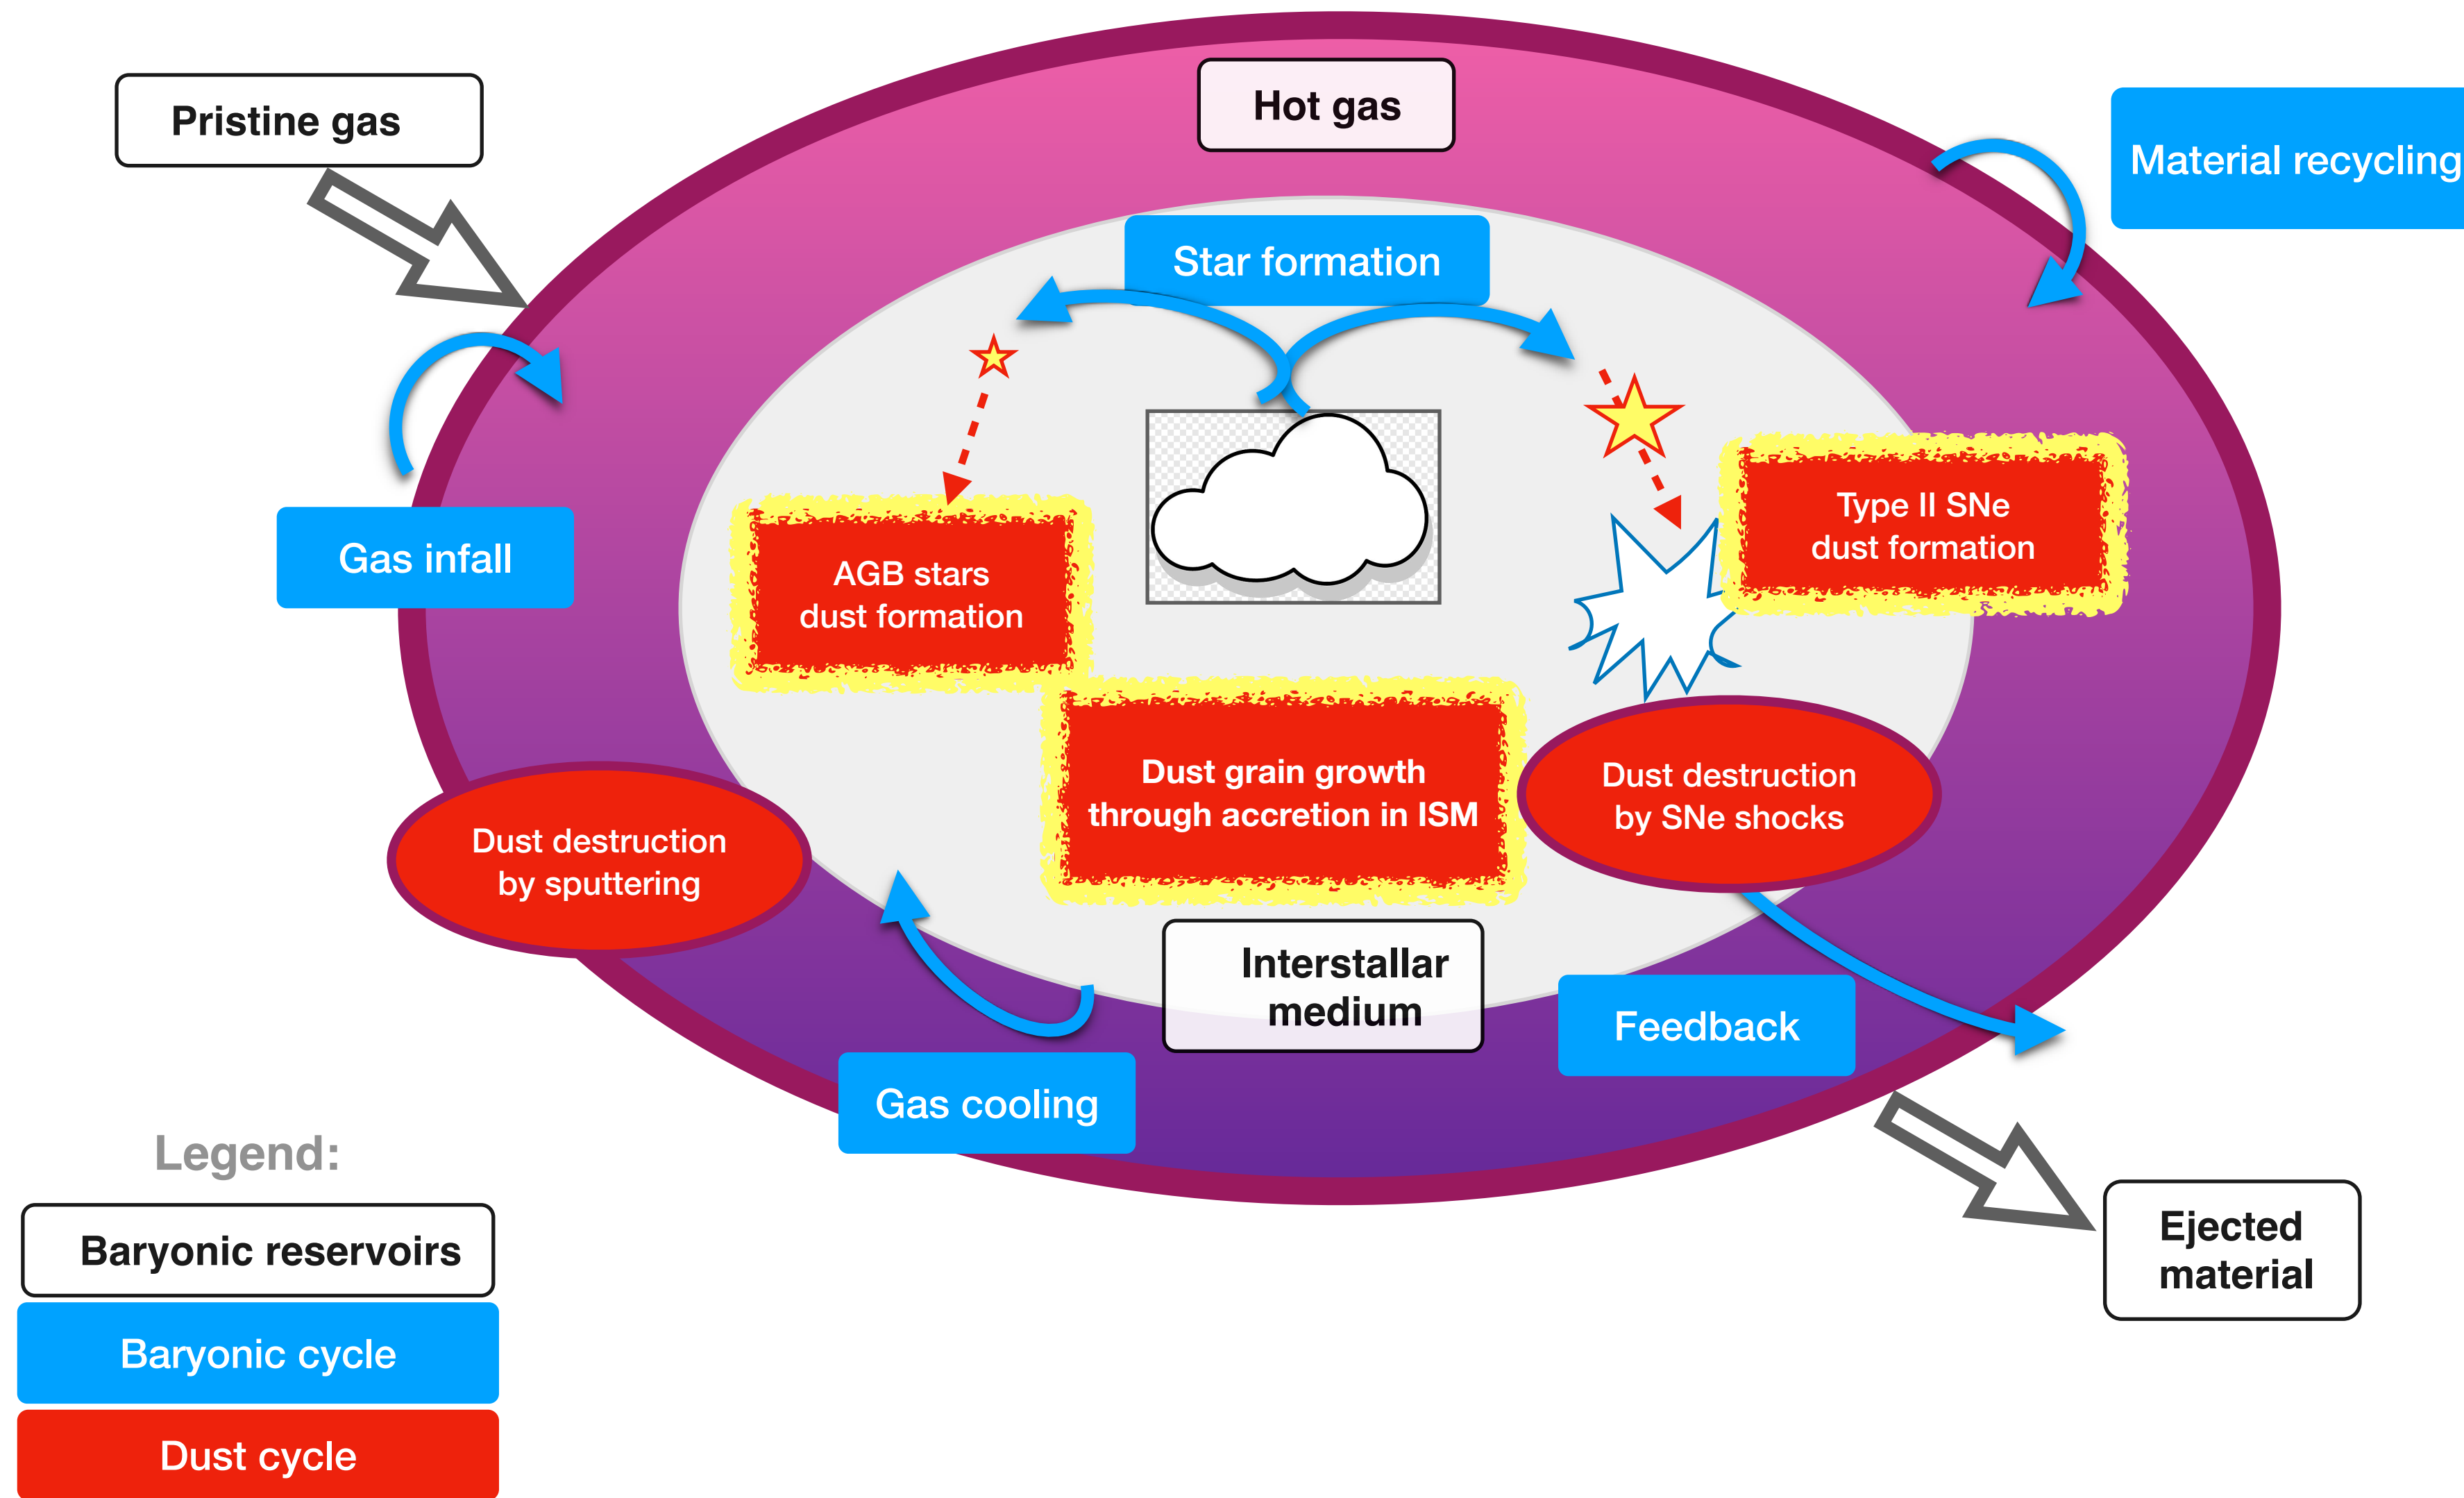 Pristine gas
Hot gas
Material recycling
Star formation
Gas infall
AGB stars
dust formation
Type II SNe
dust formation
Dust grain growth
through accretion in ISM
Dust destruction
by SNe shocks
Dust destruction
by sputtering
Interstallar
medium
Feedback
Gas cooling
Ejected
material
Legend:
Baryonic reservoirs
Baryonic cycle
Dust cycle